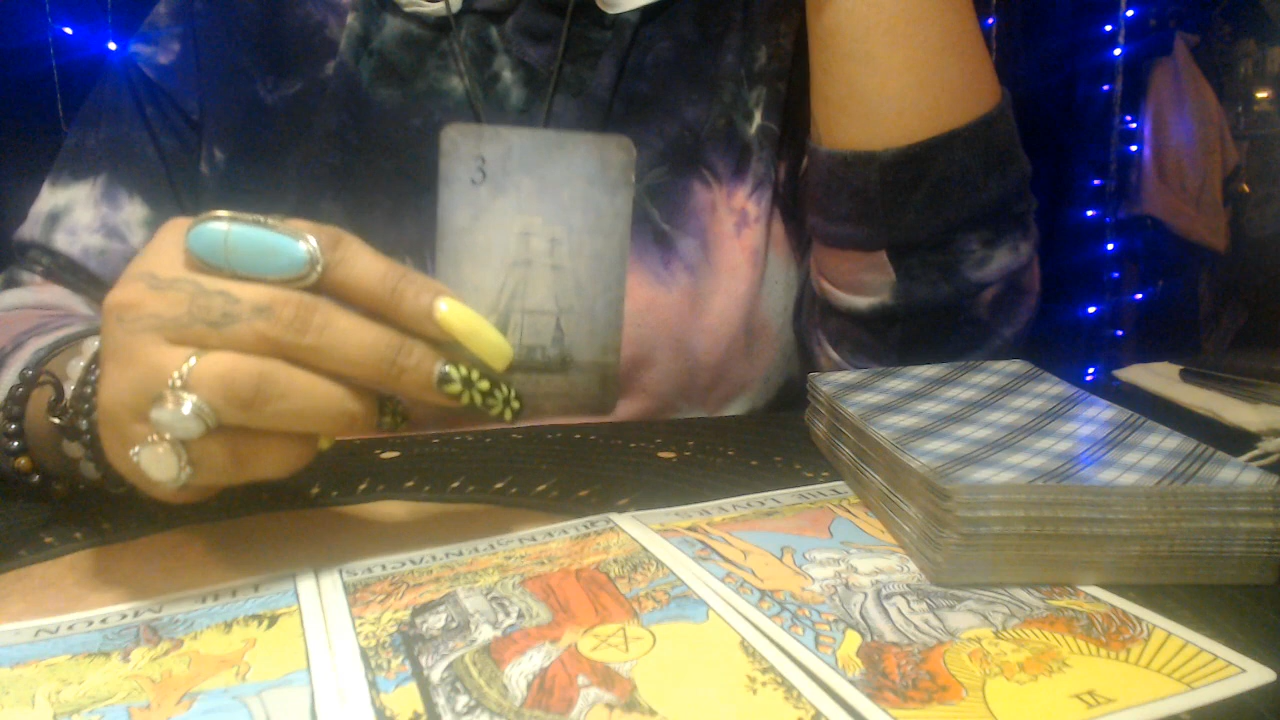 3
THE MOON.
QUEEN of PENTACLES
THE LOVERS.
VI